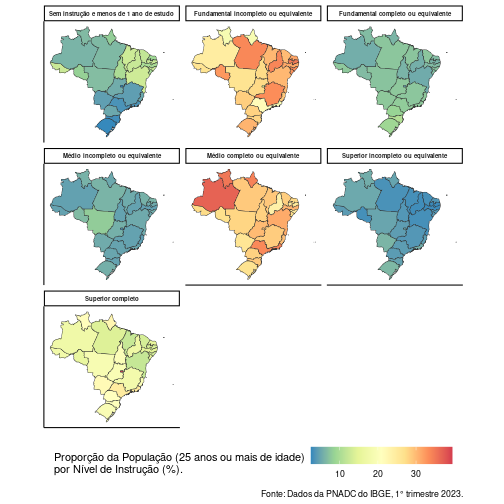 Sem instrução e menos de 1 ano de estudo
Fundamental incompleto ou equivalente
Fundamental completo ou equivalente
Médio incompleto ou equivalente
Médio completo ou equivalente
Superior incompleto ou equivalente
Superior completo
Proporção da População (25 anos ou mais de idade)
por Nível de Instrução (%).
10 20 30
Fonte: Dados da PNADC do IBGE, 1° trimestre 2023.